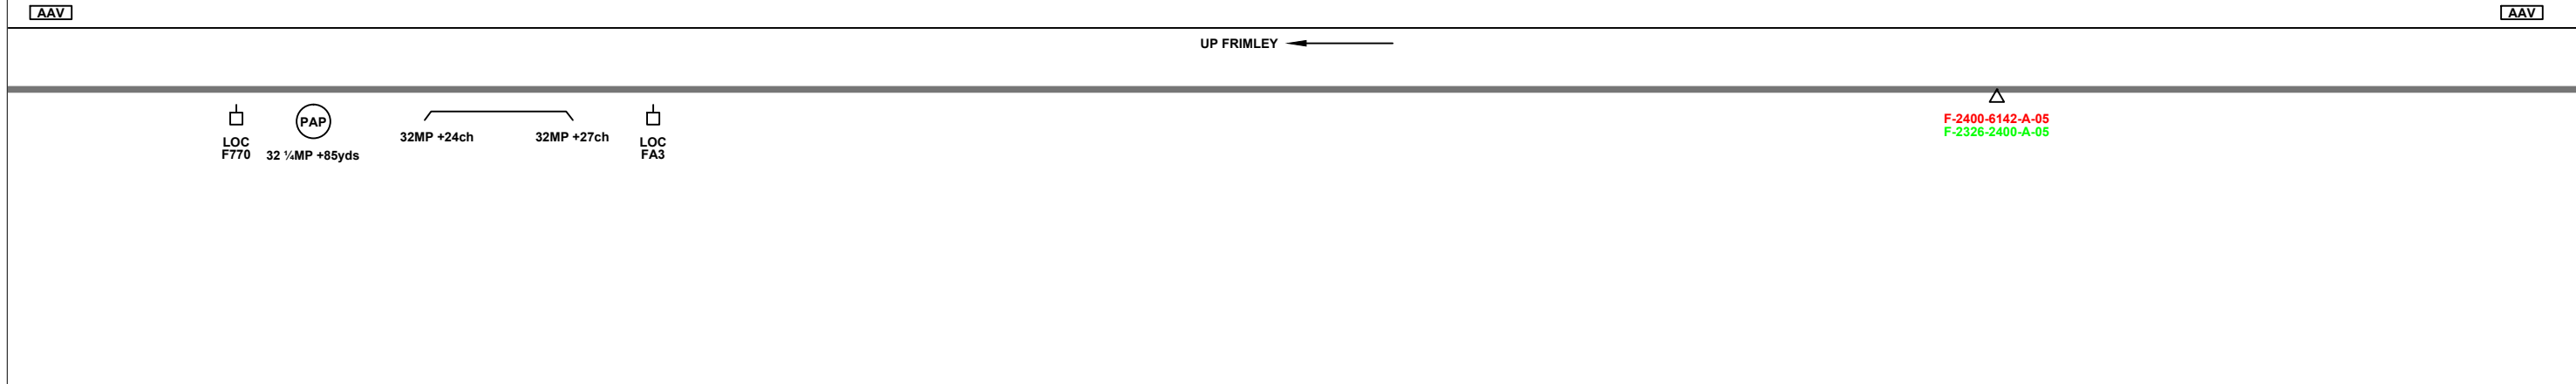 AAV
AAV
UP FRIMLEY
LOC
F770
PAP
32 ¼MP +85yds
32MP +24ch
32MP +27ch
LOC
FA3
F-2400-6142-A-05
F-2326-2400-A-05